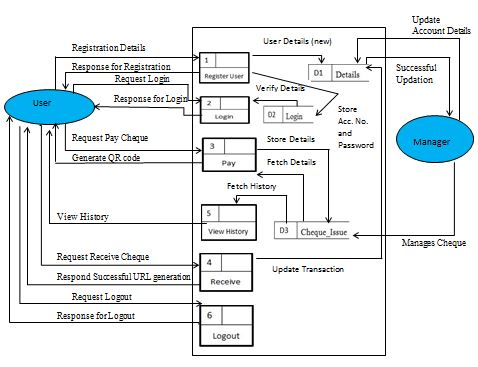 Update
Account Details
Registration Details
User Details (new)
Response for Registration
1
Register User
D1 Details
Successful
Updation
Request Login
Verify Details
Response for Login
2
Login
D2 Login
Store
Acc. No.
and
Password
User
Manager
Request Pay Cheque
3
Pay
Store Details
Generate QR code
Fetch Details
Fetch History
View History
5
View History
D3 Cheque_Issue
Manages Cheque
Request Receive Cheque
4
Receive
Update Transaction
Respond Successful URL generation
Request Logout
6
Logout
Response for Logout